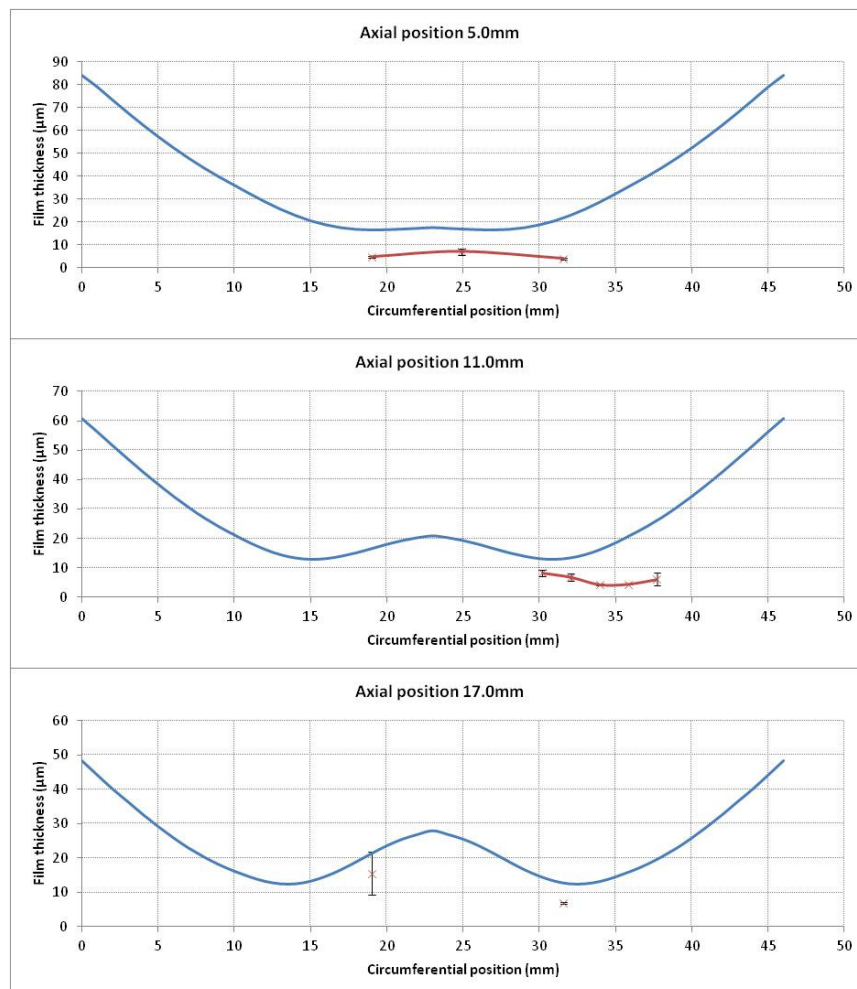 Axial position 5.0mm
Film thickness (µm)
90
80
70
60
50
40
30
20
10
0
0 5 10 15 20 25 30 35 40 45 50
Circumferential position (mm)
Axial position 11.0mm
Film thickness (µm)
70
60
50
40
30
20
10
0
0 5 10 15 20 25 30 35 40 45 50
Circumferential position (mm)
Axial position 17.0mm
Film thickness (µm)
60
50
40
30
20
10
0
0 5 10 15 20 25 30 35 40 45 50
Circumferential position (mm)